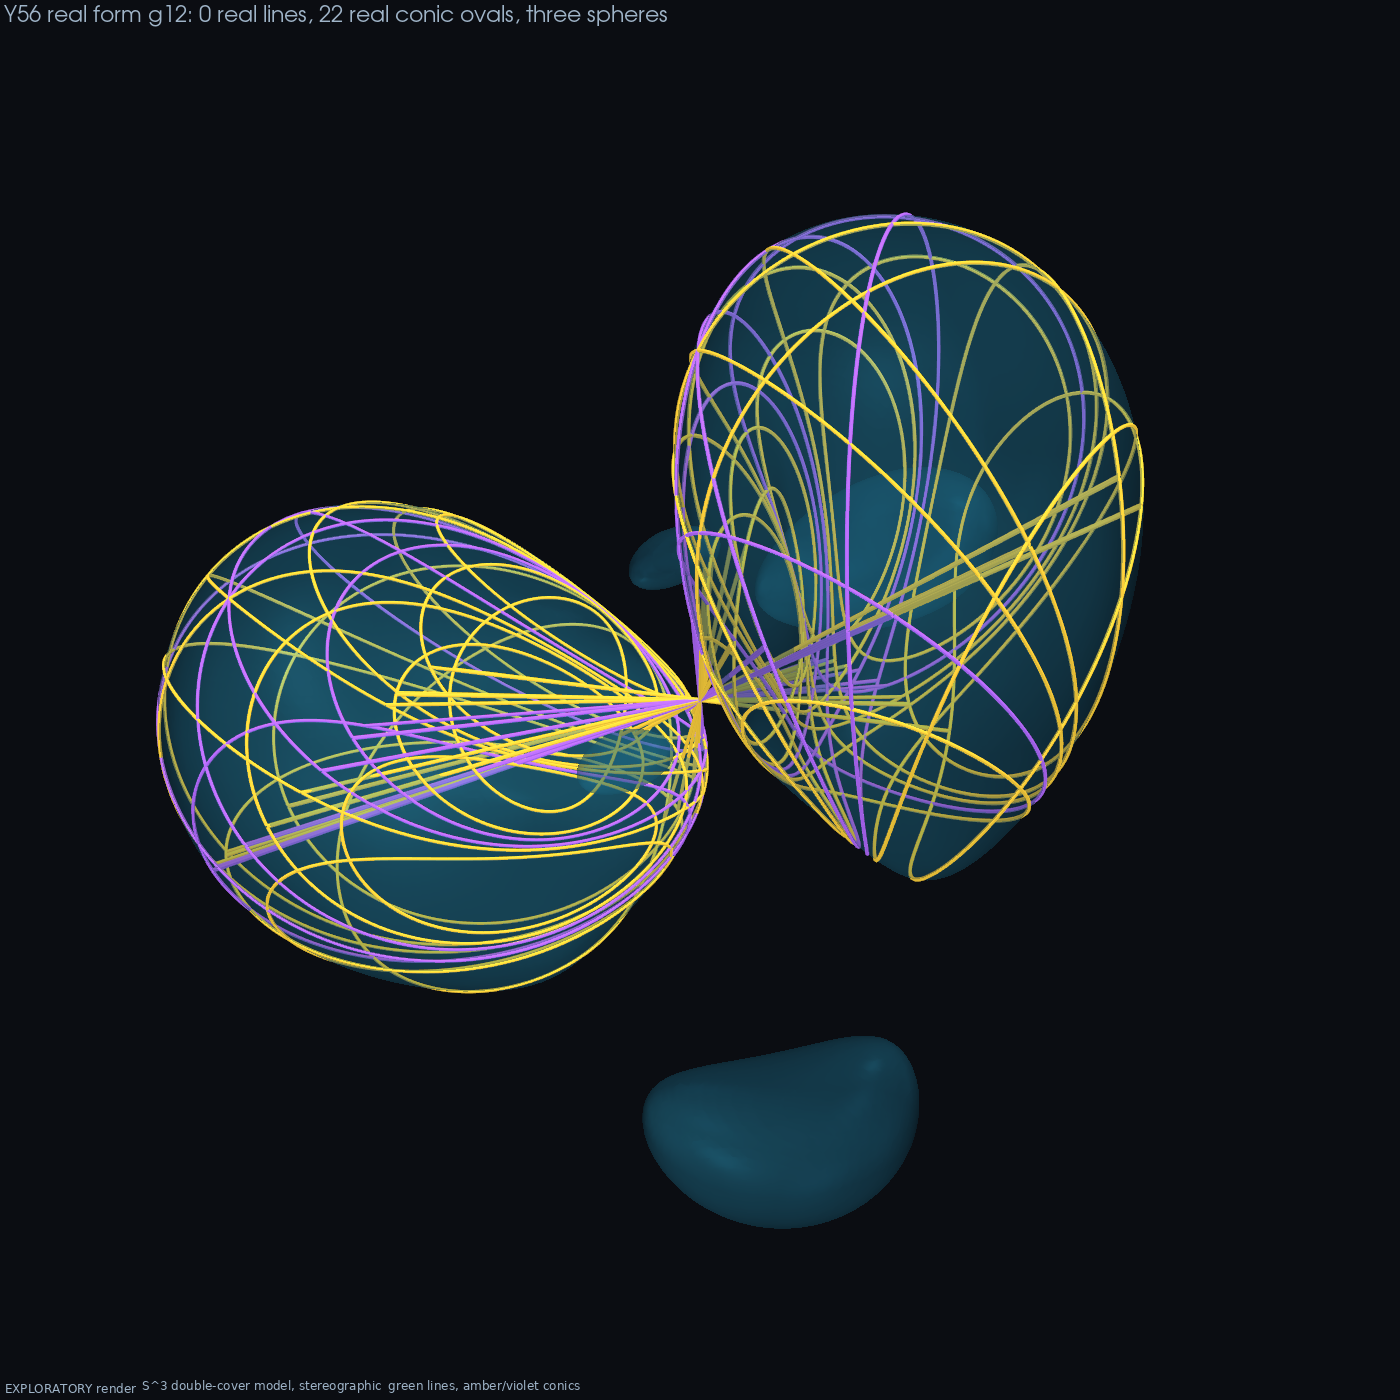 Y56 real form g12: 0 real lines, 22 real conic ovals, three spheres
EXPLORATORY render S^3 double-cover model, stereographic green lines, amber/violet conics